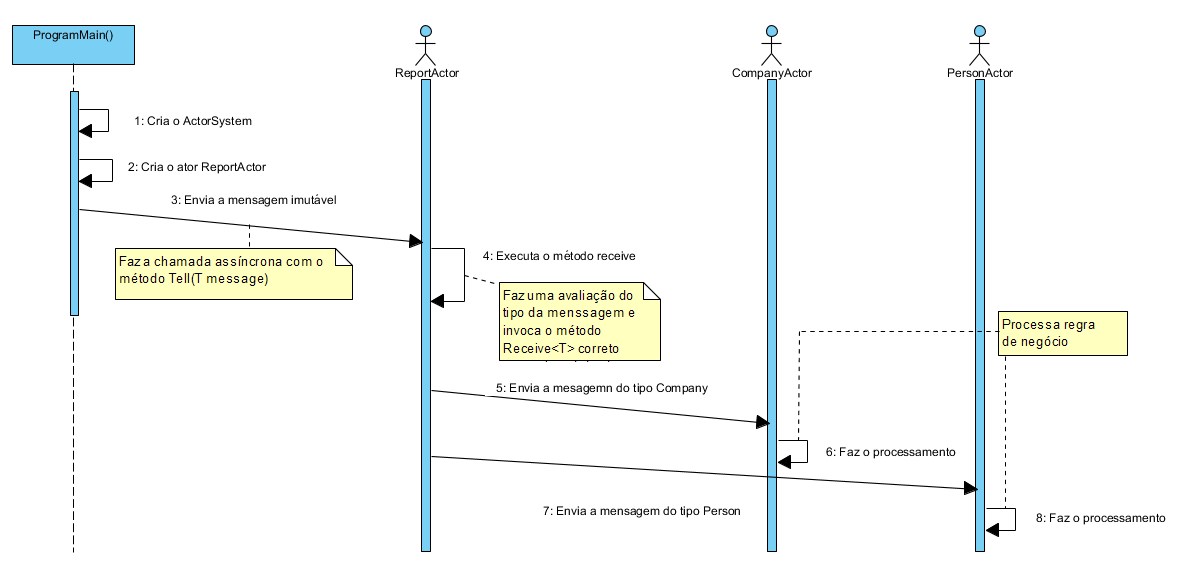 ProgramMain()
ReportActor
CompanyActor
PersonActor
1: Cria o ActorSystem
2: Cria o ator ReportActor
3: Envia a mensagem imutável
Faz a chamada assíncrona com o
método Tell(T message)
4: Executa o método receive
Faz uma avaliação do
tipo da menssagem e
invoca o método
Receive<T> correto
Processa regra
de negócio
5: Envia a mesagemn do tipo Company
6: Faz o processamento
7: Envia a mensagem do tipo Person
8: Faz o processamento